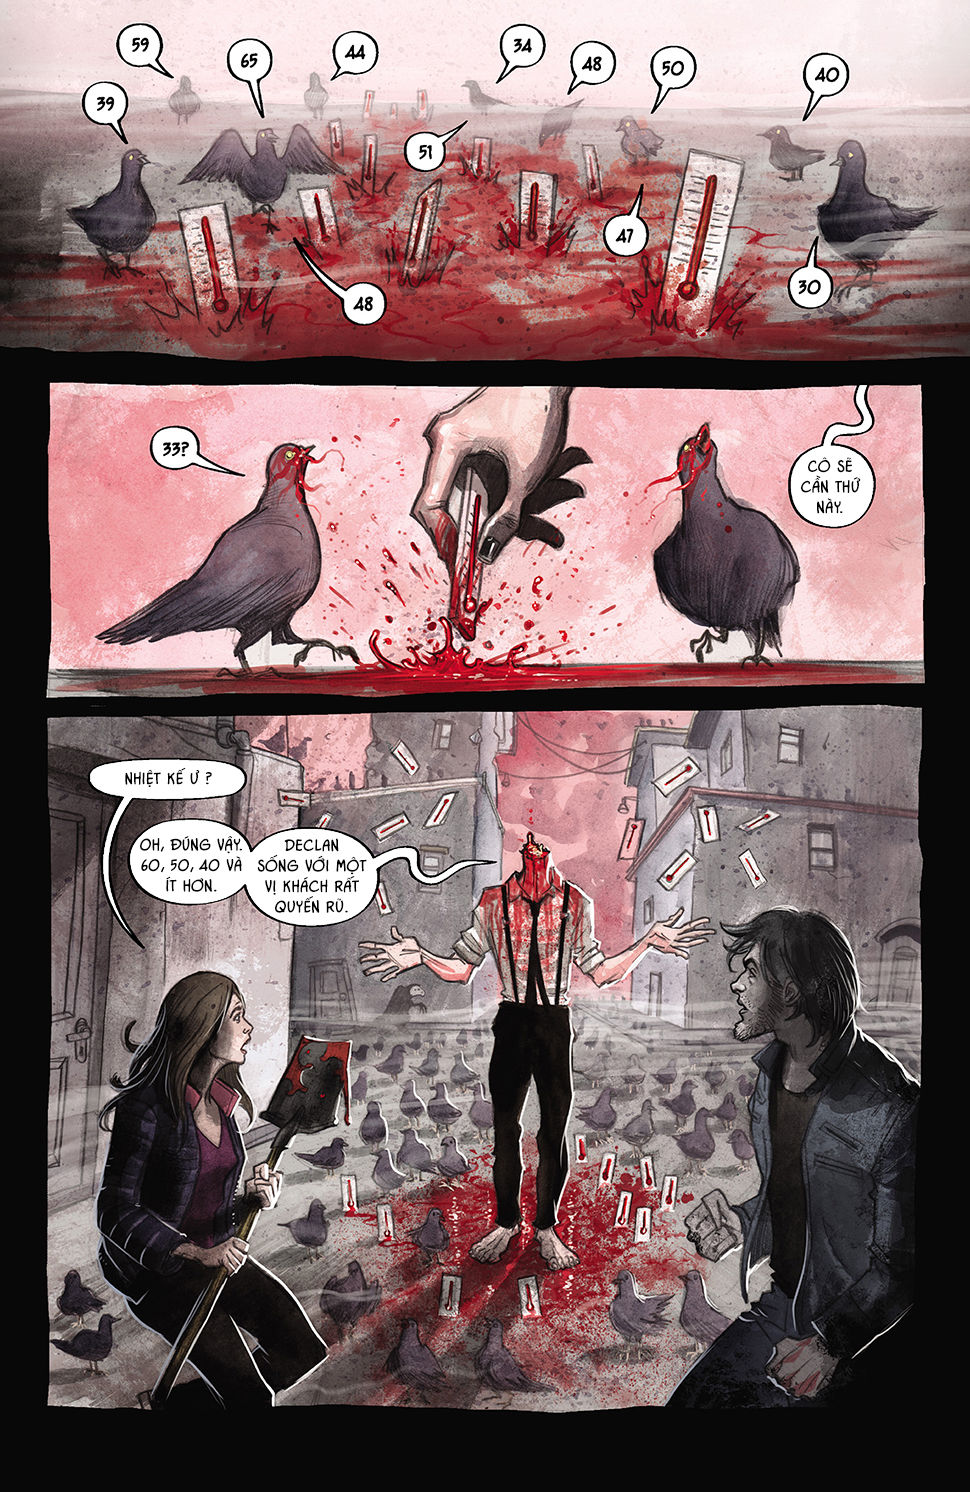 59
65
44
34
48
50
40
39
51
47
48
30
33?
CÔ SẼ
CẦN THỨ
NÀY.
NHIỆT KẾ Ư ?
OH, ĐÚNG VẬY.
60, 50, 40 VÀ
ÍT HƠN.
DECLAN
SỐNG VỚI MỘT
VỊ KHÁCH RẤT
QUYẾN RŨ.